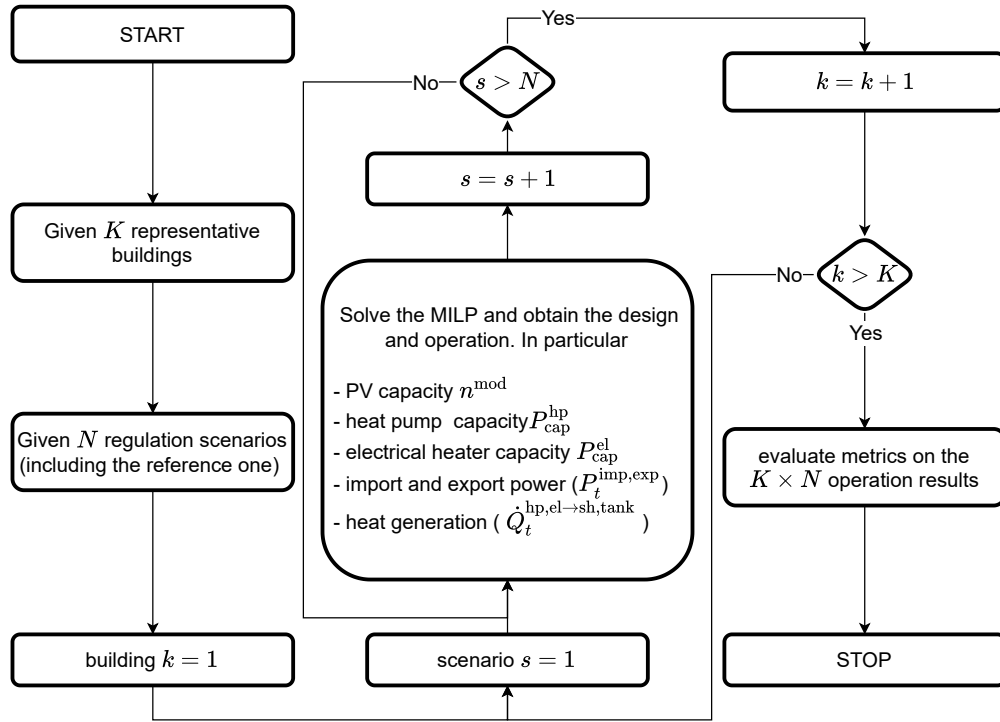 START
Given K representative
buildings
Given N regulation scenarios
(including the reference one)
building k = 1
scenario s = 1
Solve the MILP and obtain the design
and operation. In particular
- PV capacity n^mod
- heat pump capacity P_cap^hp
- electrical heater capacity P_cap^el
- import and export power (P_t^imp,exp)
- heat generation ( Q̇_t^hp,el→sh,tank )
s = s + 1
s > N
No
Yes
k = k + 1
k > K
No
Yes
evaluate metrics on the
K × N operation results
STOP